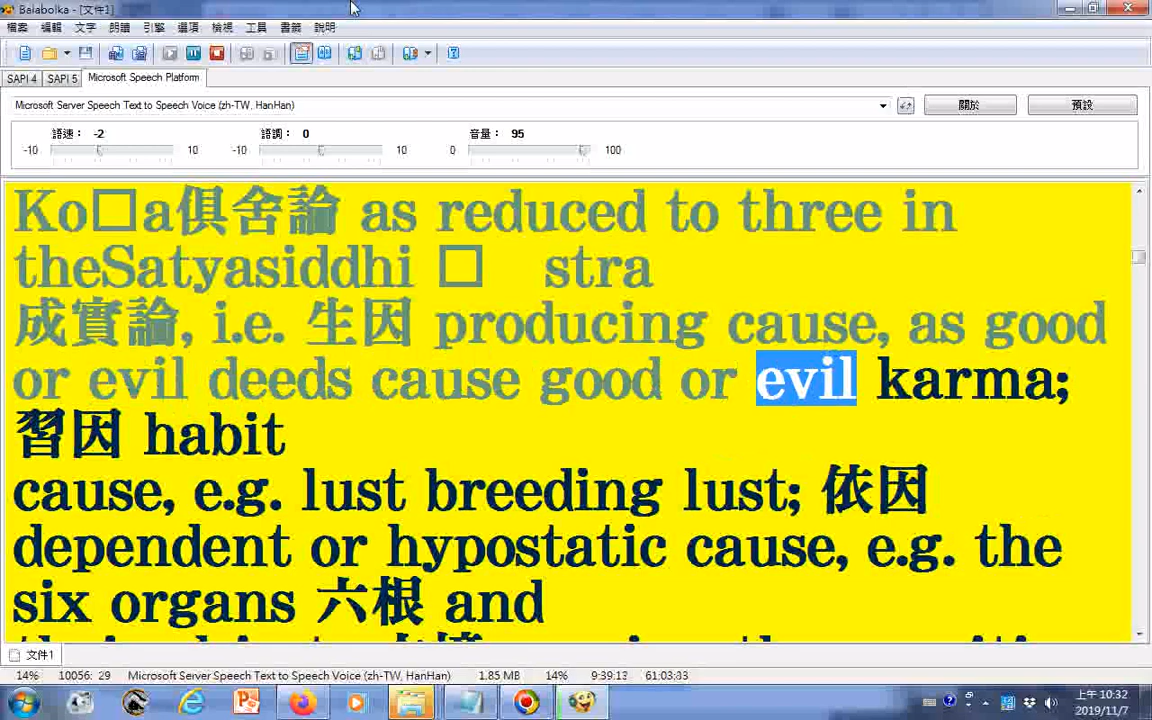 Balabolka - [文件1]
檔案 編輯 文字 朗讀 引擎 選項 檢視 工具 書籤 說明
SAPI 4 SAPI 5 Microsoft Speech Platform
Microsoft Server Speech Text to Speech Voice (zh-TW, HanHan) 關於 預設
語速： -2 語調： 0 音量： 95
-10 10 -10 10 0 100
Ko□a俱舍論 as reduced to three in
theSatyasiddhi □ stra
成實論, i.e. 生因 producing cause, as good
or evil deeds cause good or evil karma;
習因 habit
cause, e.g. lust breeding lust; 依因
dependent or hypostatic cause, e.g. the
six organs 六根 and
文件1
14% 10056: 29 Microsoft Server Speech Text to Speech Voice (zh-TW, HanHan) 1.85 MB 14% 9:39:13 61:03:33
上午 10:32
2019/11/7